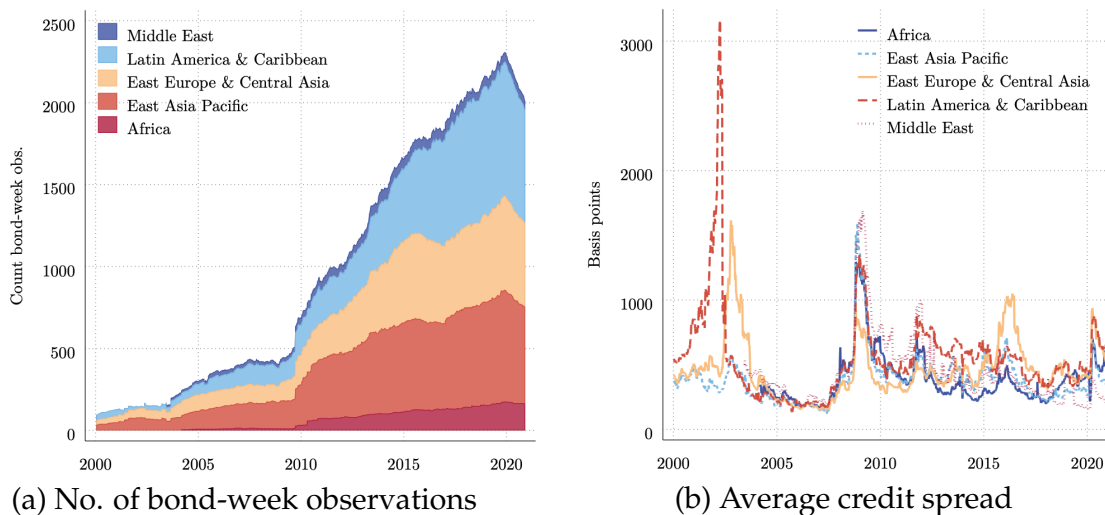 2500
2000
1500
1000
500
0
Count bond-week obs.
Middle East
Latin America & Caribbean
East Europe & Central Asia
East Asia Pacific
Africa
2000 2005 2010 2015 2020
(a) No. of bond-week observations
3000
2000
1000
0
Basis points
Africa
East Asia Pacific
East Europe & Central Asia
Latin America & Caribbean
Middle East
2000 2005 2010 2015 2020
(b) Average credit spread